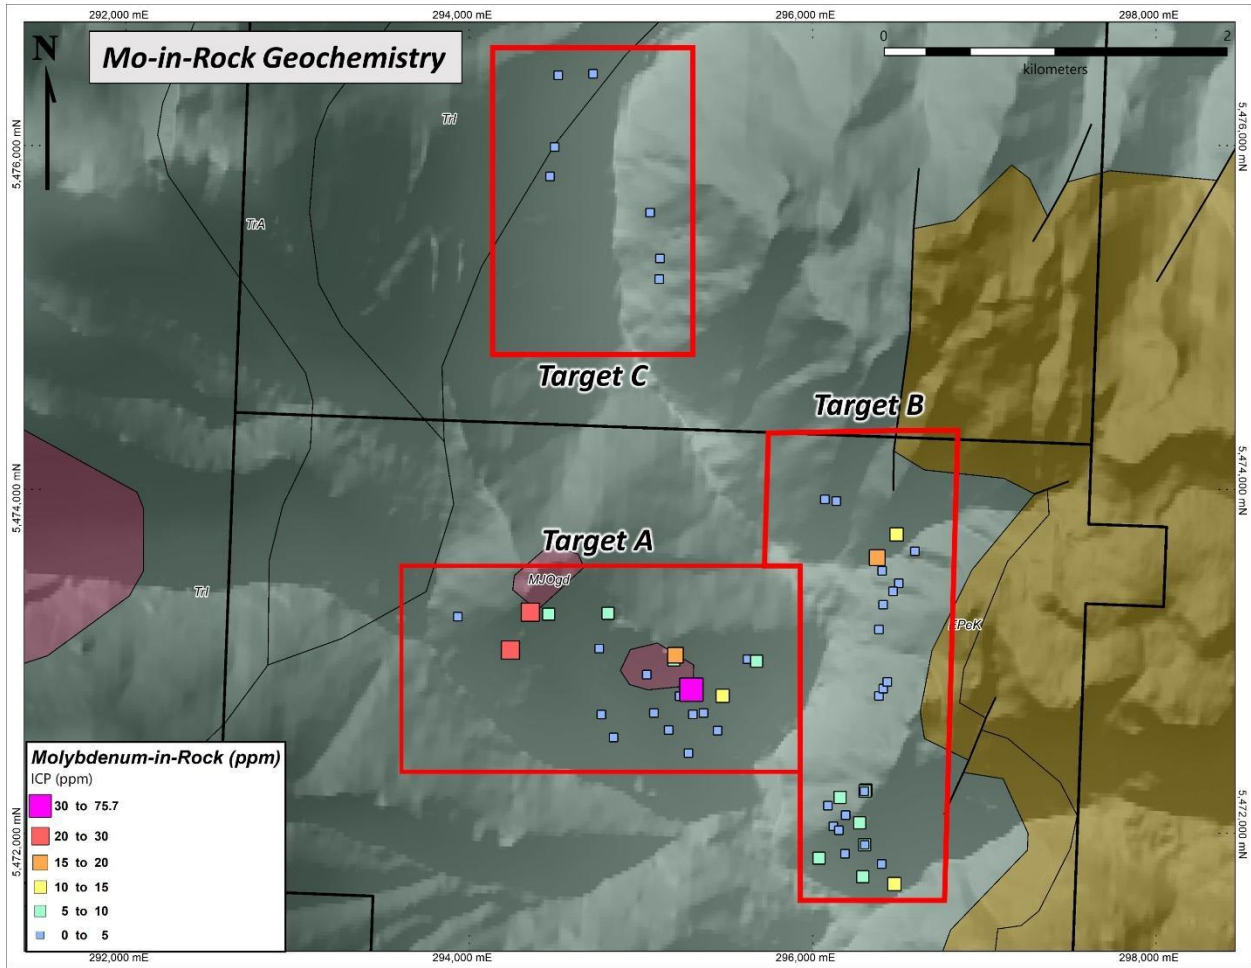 292,000 mE
294,000 mE
296,000 mE
298,000 mE
N
Mo-in-Rock Geochemistry
0
2
kilometers
TrI
5,476,000 mN
5,476,000 mN
TrA
Target C
Target B
5,474,000 mN
5,474,000 mN
Target A
MJOgd
TrI
EPeK
Molybdenum-in-Rock (ppm)
ICP (ppm)
30 to 75.7
20 to 30
15 to 20
10 to 15
5 to 10
0 to 5
5,472,000 mN
5,472,000 mN
292,000 mE
294,000 mE
296,000 mE
298,000 mE